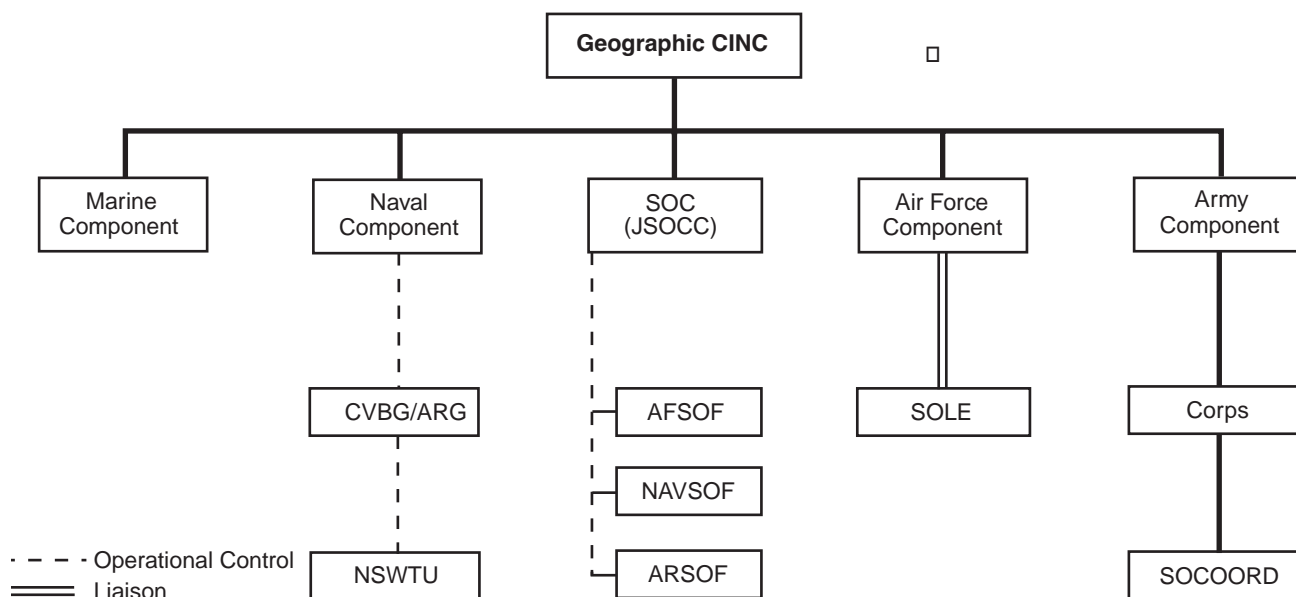 Geographic CINC
Marine
Component
Naval
Component
SOC
(JSOCC)
Air Force
Component
Army
Component
CVBG/ARG
AFSOF
SOLE
Corps
NAVSOF
Operational Control
NSWTU
ARSOF
SOCOORD
Liaison